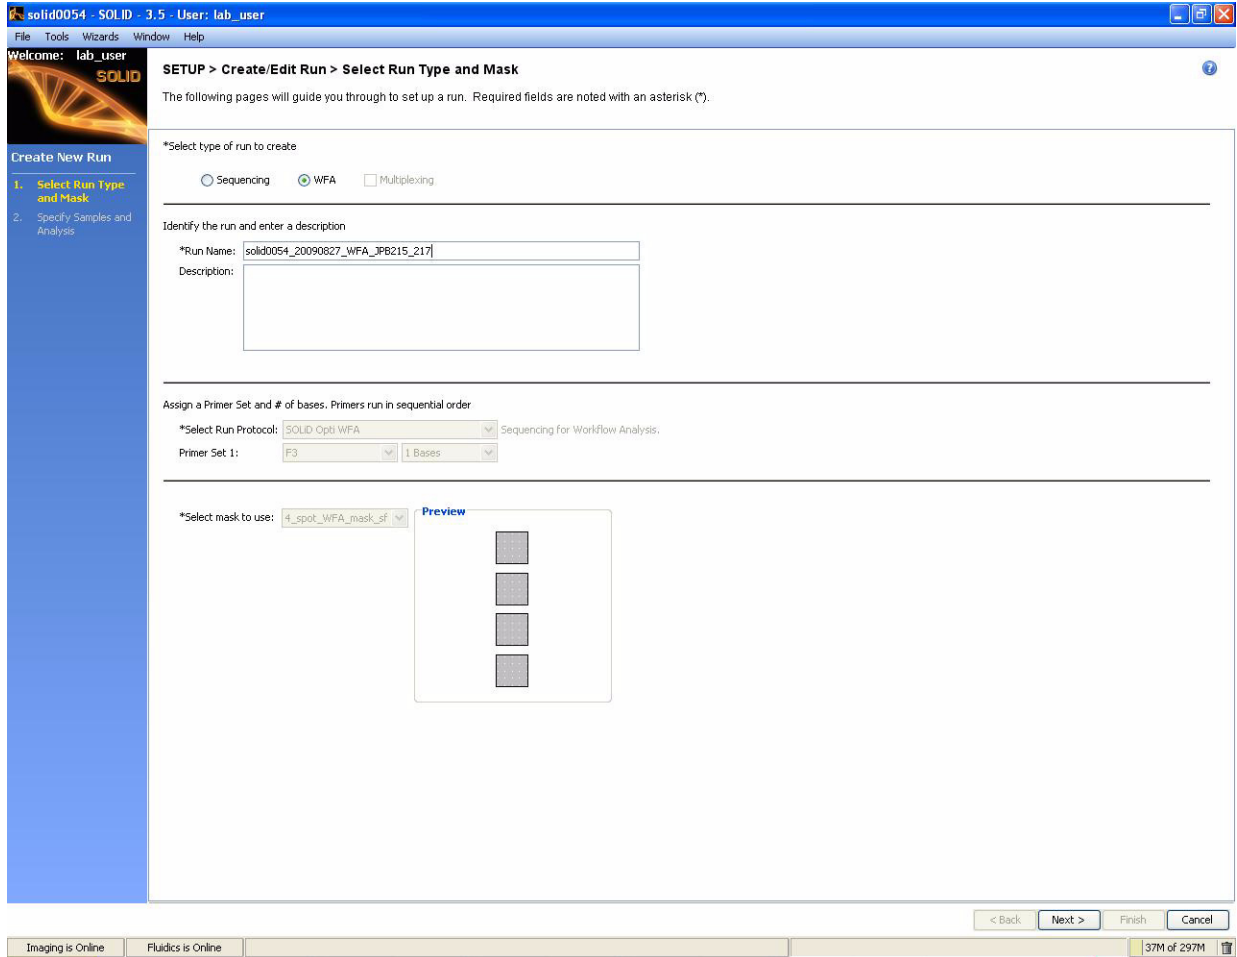 solid0054 - SOLiD - 3.5 - User: lab_user
File Tools Wizards Window Help
Welcome: lab_user
SOLiD
SETUP > Create/Edit Run > Select Run Type and Mask
The following pages will guide you through to set up a run. Required fields are noted with an asterisk (*).
Create New Run
1. Select Run Type
and Mask
2. Specify Samples and
Analysis
*Select type of run to create
Sequencing WFA Multiplexing
Identify the run and enter a description
*Run Name: solid0054_20090827_WFA_JPB215_217
Description:
Assign a Primer Set and # of bases. Primers run in sequential order
*Select Run Protocol: SOLiD Opti WFA Sequencing for Workflow Analysis.
Primer Set 1: F3 1 Bases
*Select mask to use: 4_spot_WFA_mask_sf
Preview
< Back Next > Finish Cancel
Imaging is Online Fluidics is Online 37M of 297M